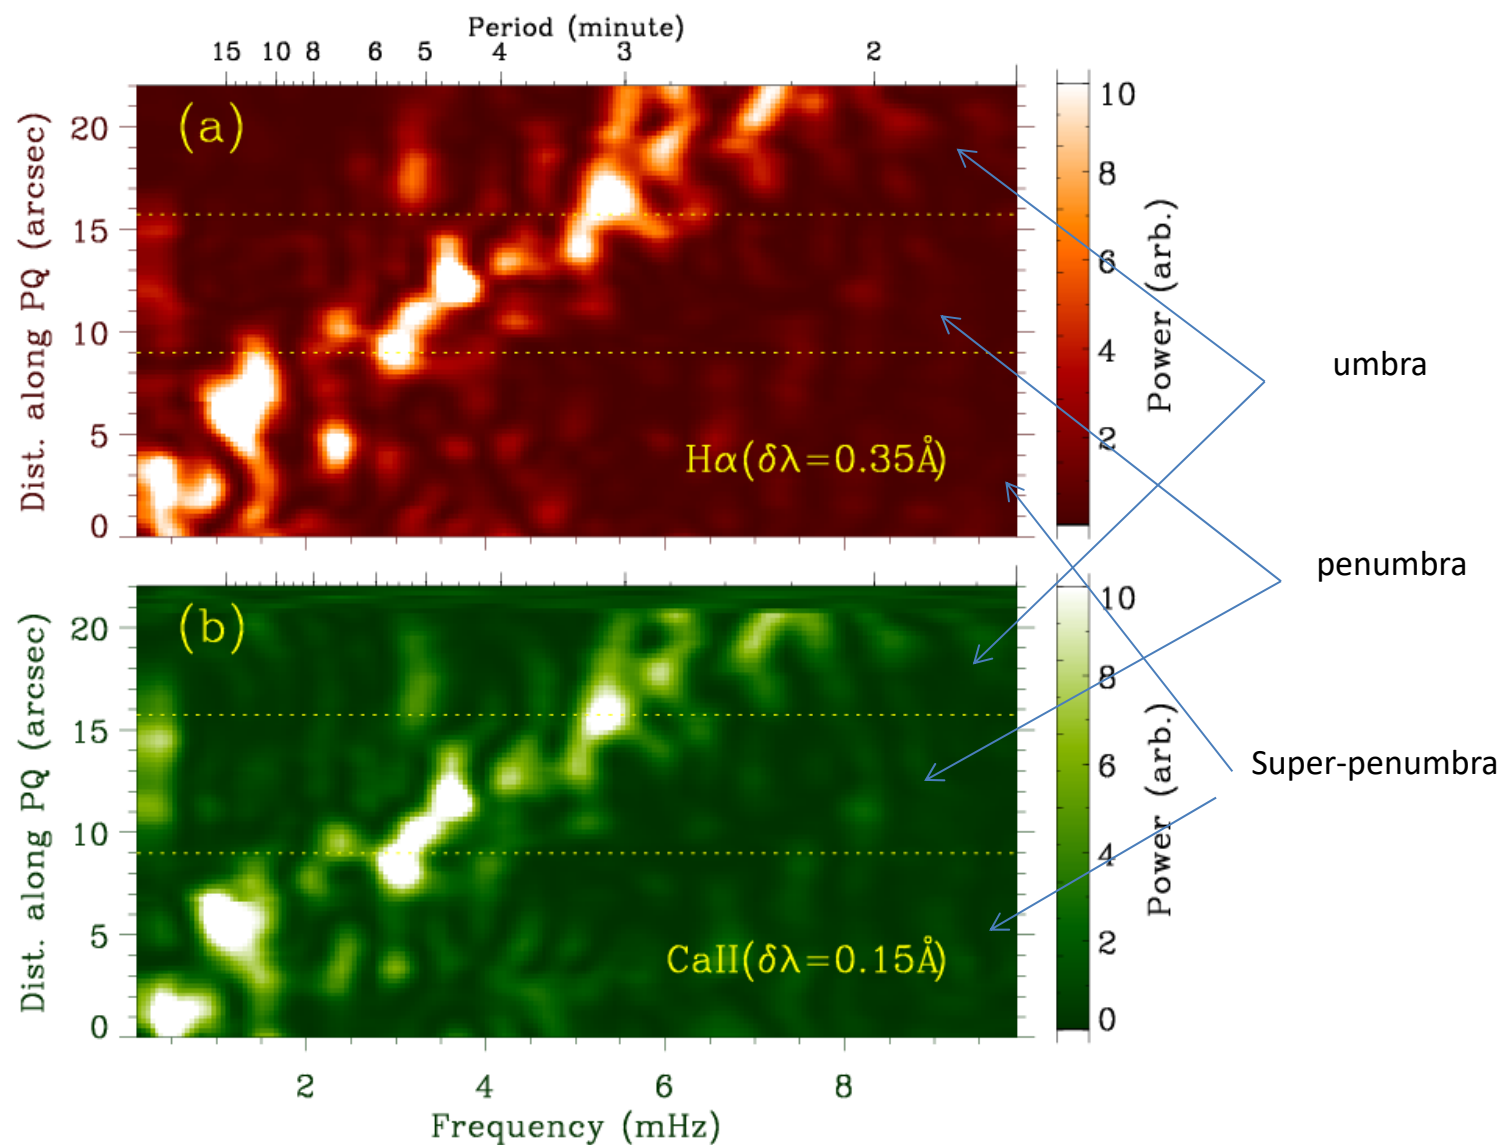 Period (minute)
15 10 8 6 5 4 3 2
(a)
Dist. along PQ (arcsec)
20
15
10
5
0
Hα(δλ=0.35Å)
10
8
6
4
2
Power (arb.)
umbra
penumbra
Super-penumbra
(b)
Dist. along PQ (arcsec)
20
15
10
5
0
CaII(δλ=0.15Å)
10
8
6
4
2
0
Power (arb.)
2 4 6 8
Frequency (mHz)